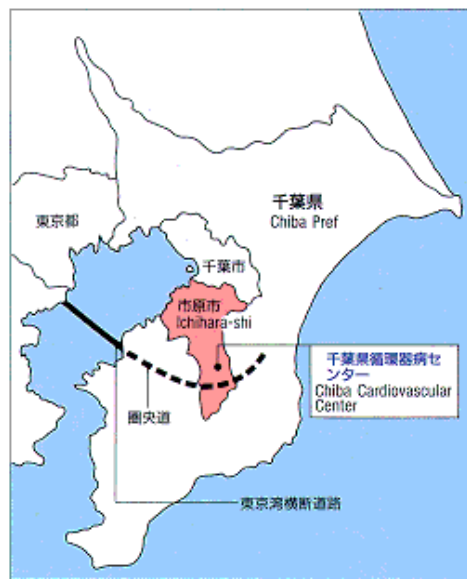 千葉県
Chiba Pref
東京都
千葉市
市原市
Ichihara-shi
千葉県循環器病セ
ンター
Chiba Cardiovascular
Center
圏央道
東京湾横断道路